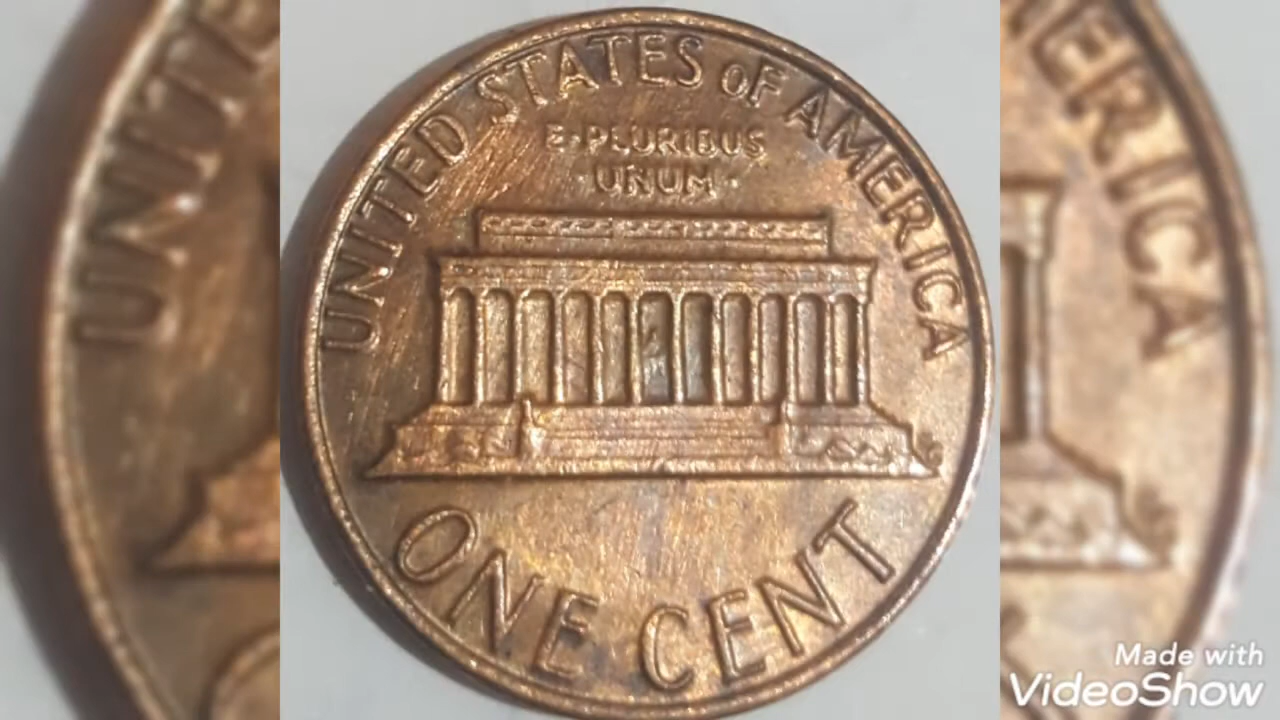 UNITED STATES OF AMERICA
E·PLURIBUS
·UNUM·
ONE CENT
Made with
VideoShow